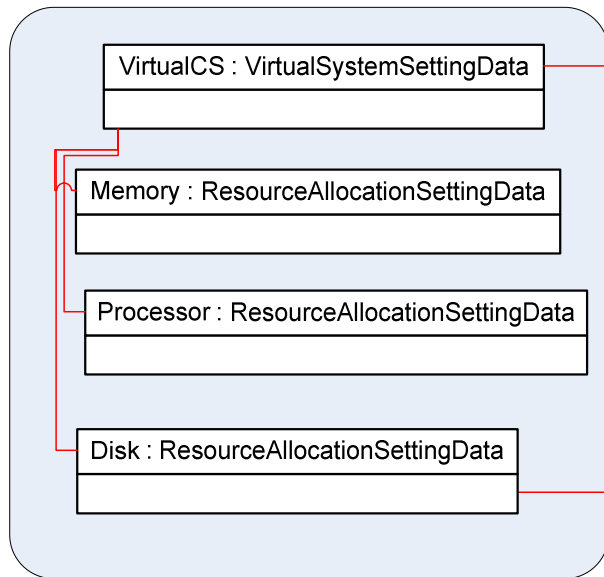 VirtualCS : VirtualSystemSettingData
Memory : ResourceAllocationSettingData
Processor : ResourceAllocationSettingData
Disk : ResourceAllocationSettingData